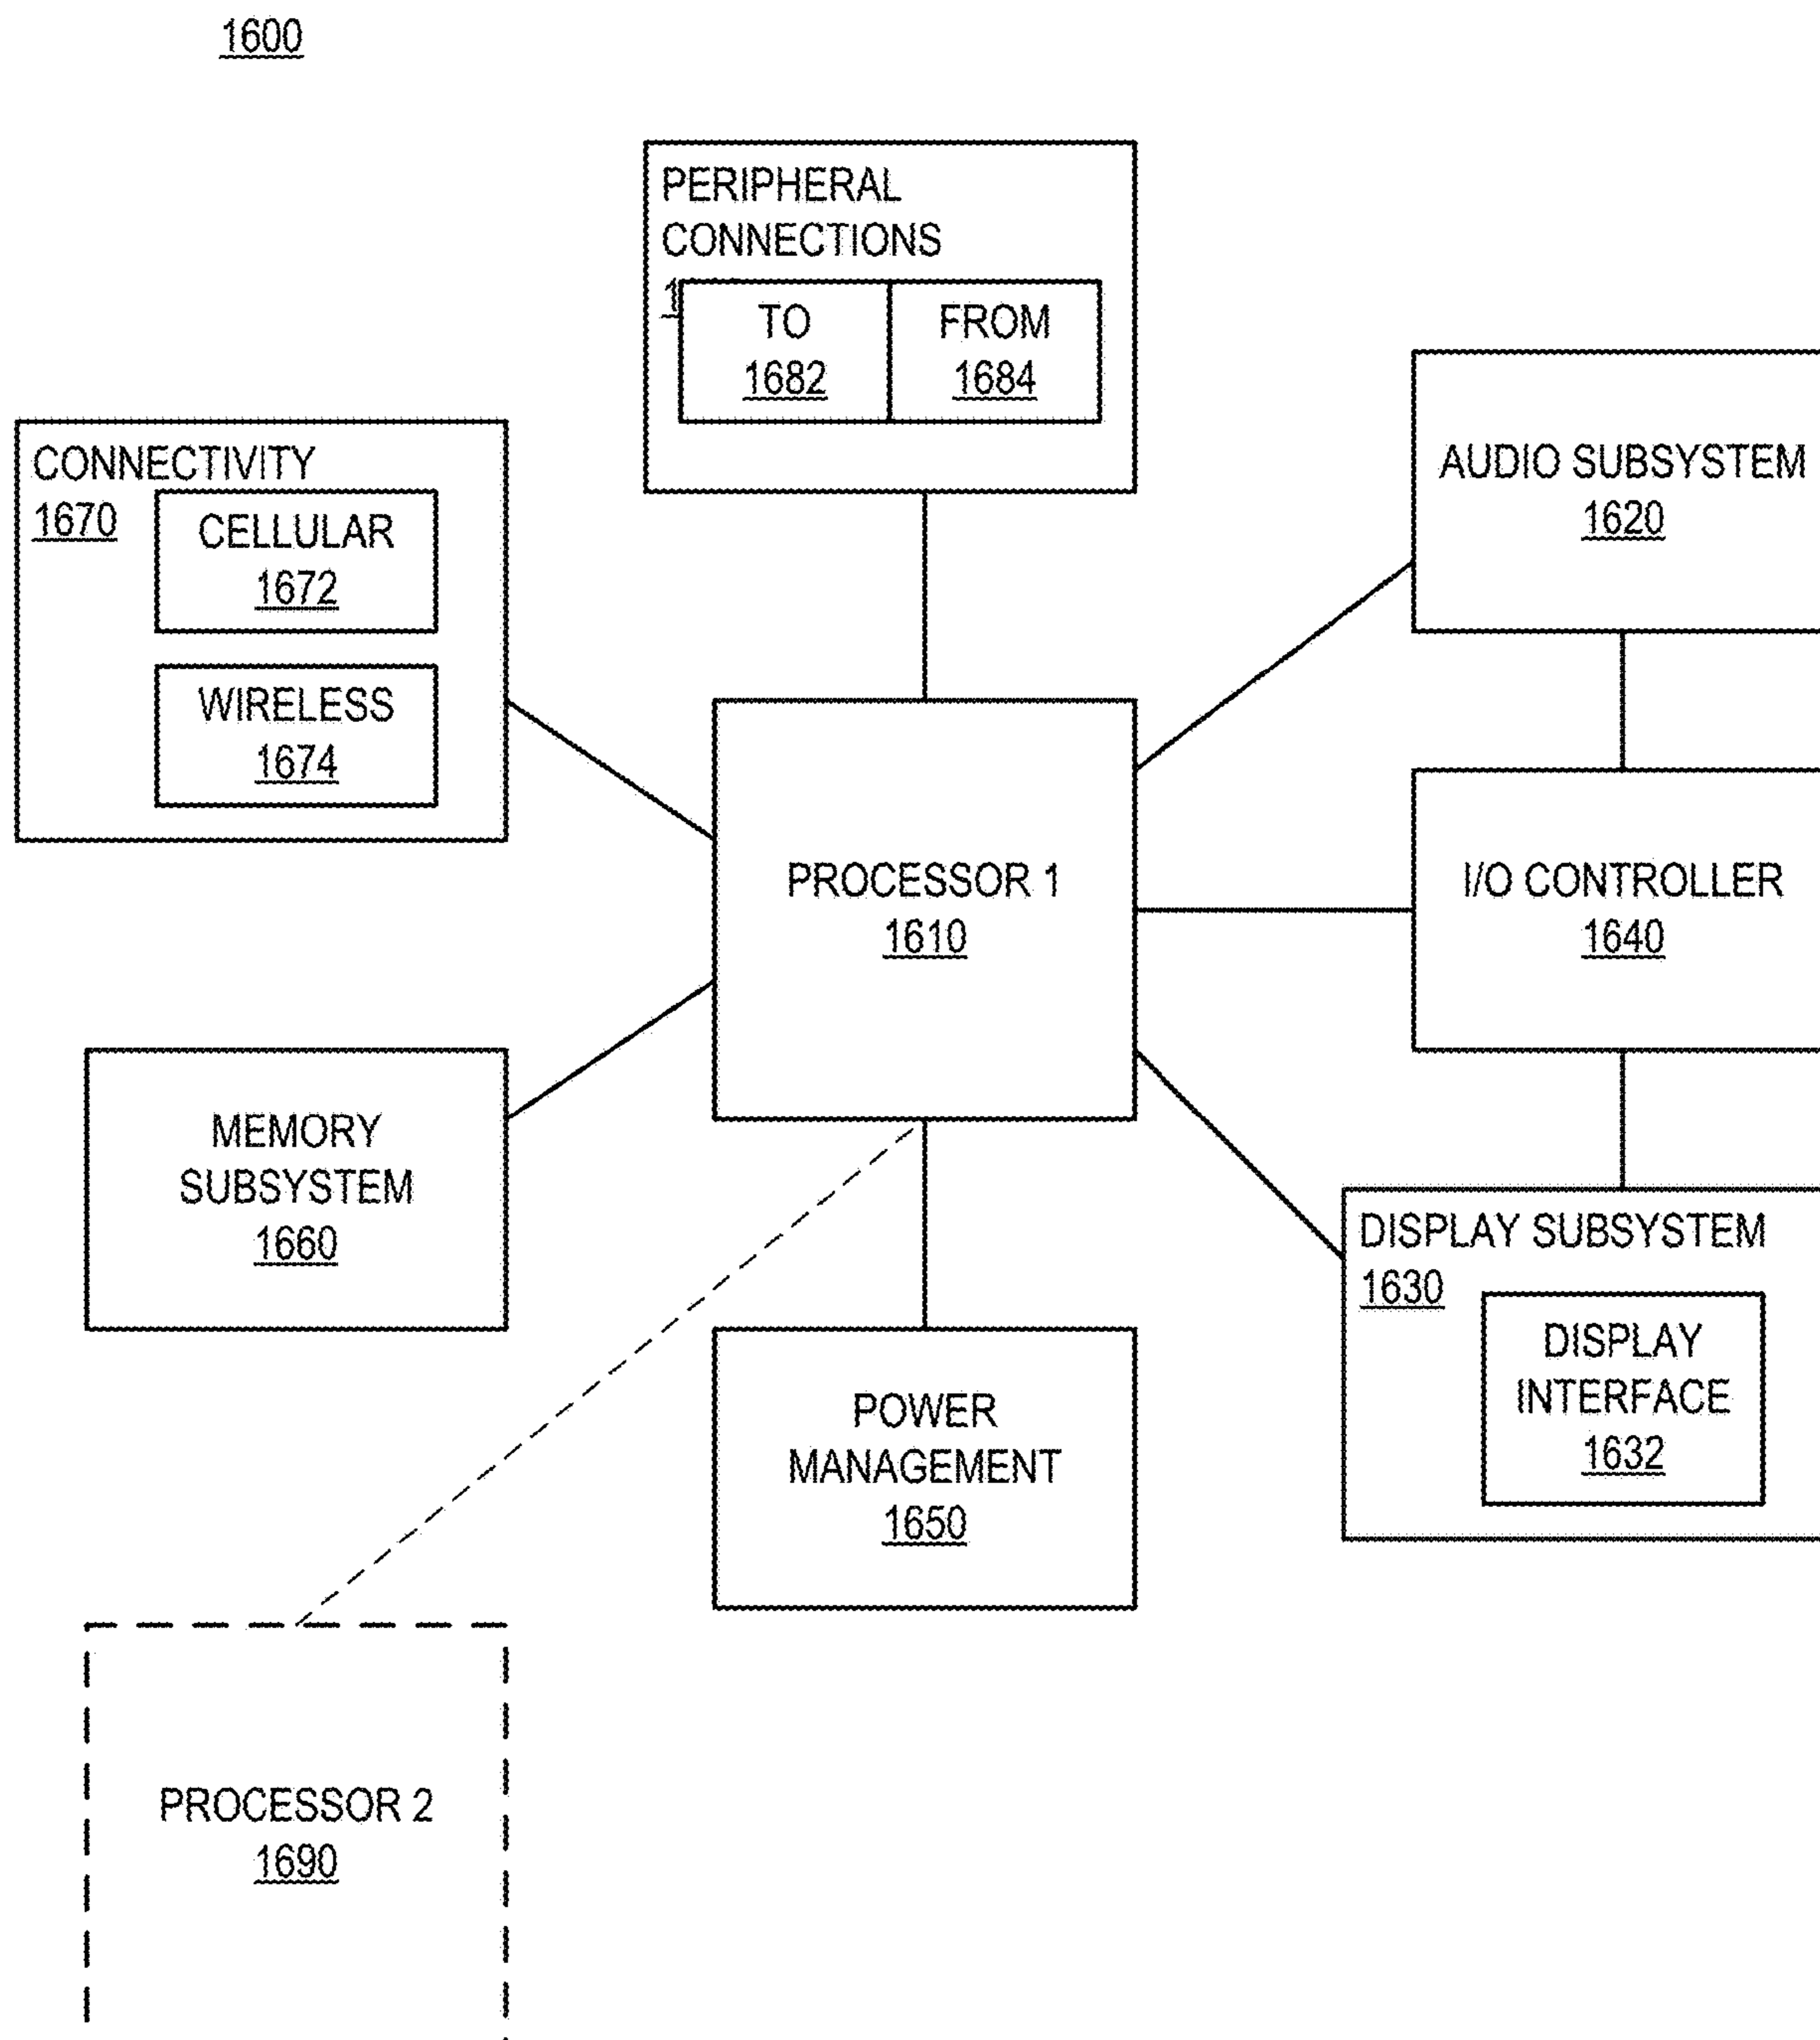 1600
PERIPHERAL
CONNECTIONS
TO
1682
FROM
1684
AUDIO SUBSYSTEM
1620
CONNECTIVITY
1670
CELLULAR
1672
WIRELESS
1674
PROCESSOR 1
1610
I/O CONTROLLER
1640
MEMORY
SUBSYSTEM
1660
DISPLAY SUBSYSTEM
1630
DISPLAY
INTERFACE
1632
POWER
MANAGEMENT
1650
PROCESSOR 2
1690